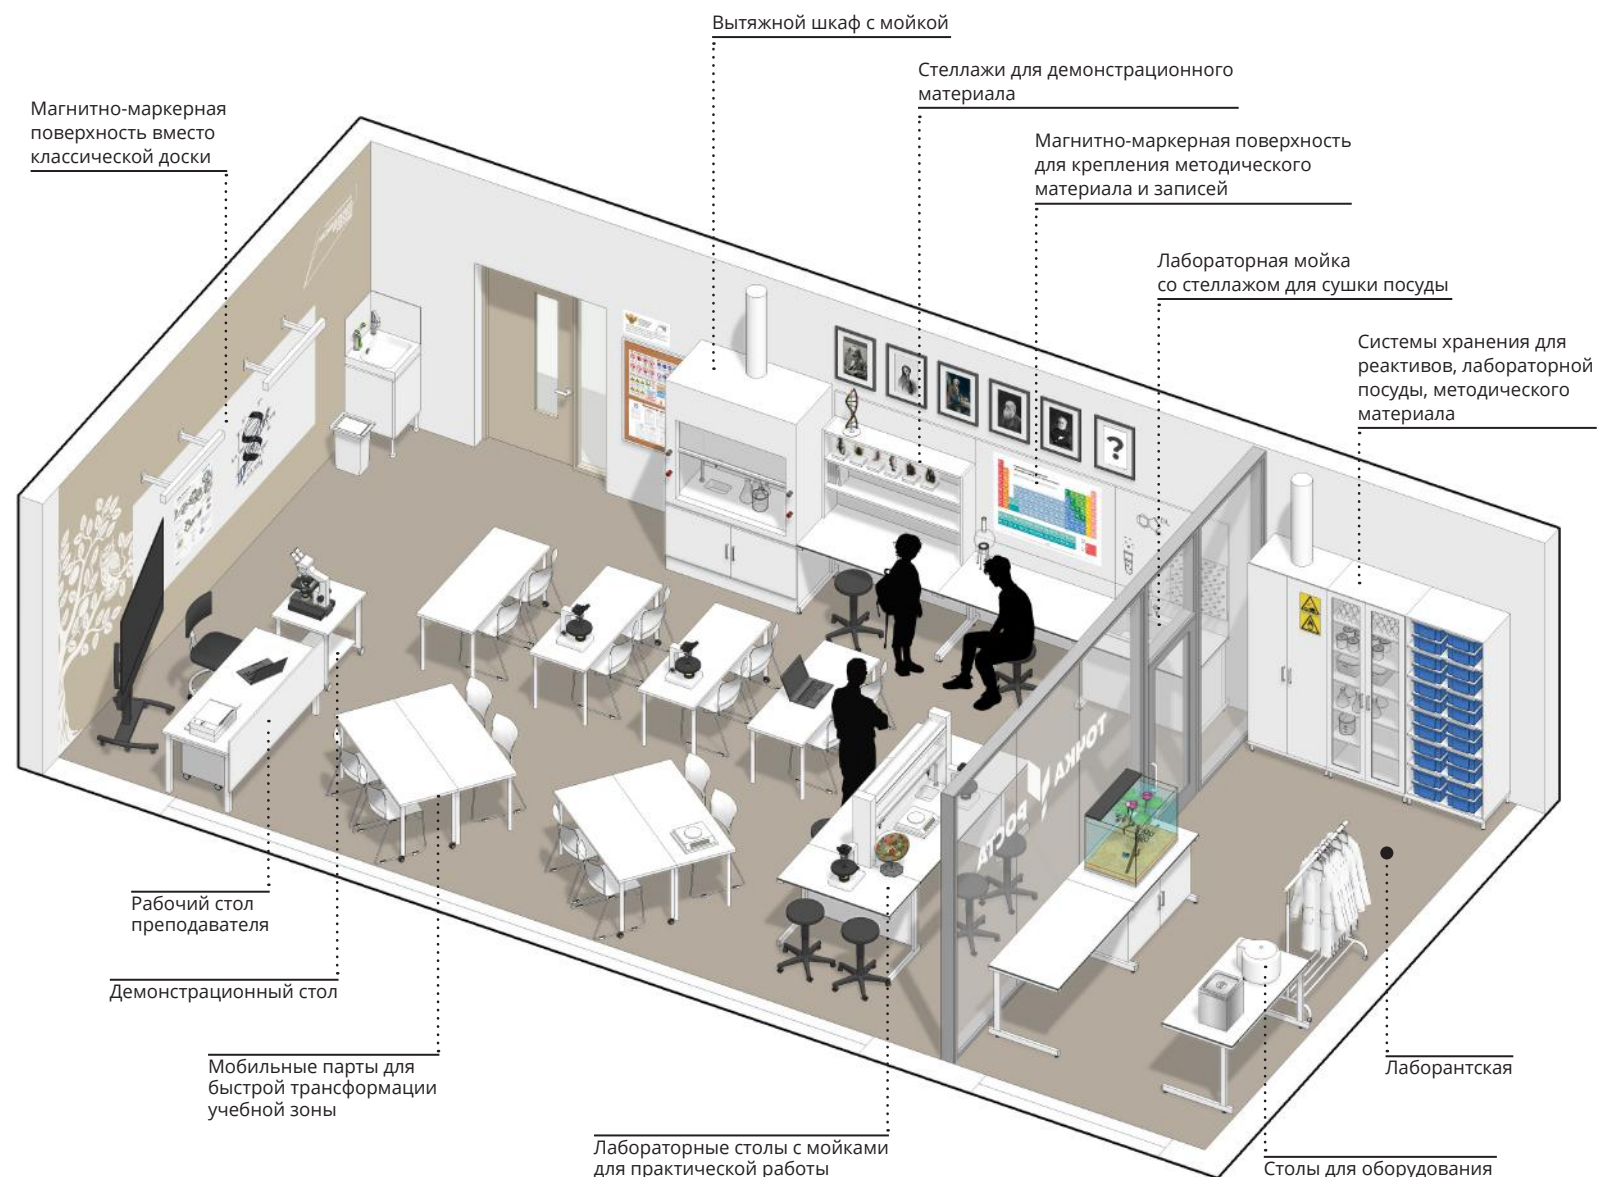 Вытяжной шкаф с мойкой
Стеллажи для демонстрационного
материала
Магнитно-маркерная
поверхность вместо
классической доски
Магнитно-маркерная поверхность
для крепления методического
материала и записей
Лабораторная мойка
со стеллажом для сушки посуды
Системы хранения для
реактивов, лабораторной
посуды, методического
материала
?
ТОЧКА
РОСТА
Рабочий стол
преподавателя
Демонстрационный стол
Мобильные парты для
быстрой трансформации
учебной зоны
Лаборантская
Лабораторные столы с мойками
для практической работы
Столы для оборудования